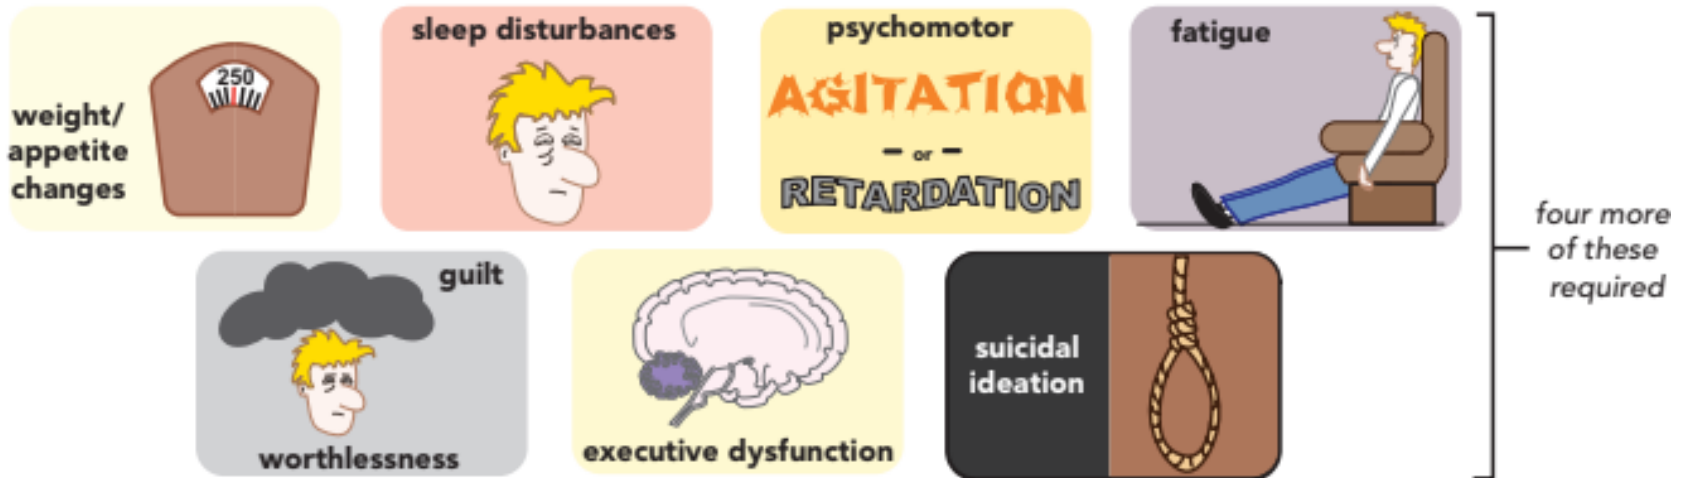 weight/
appetite
changes
250
sleep disturbances
psychomotor
AGITATION
– or –
RETARDATION
fatigue
guilt
worthlessness
executive dysfunction
suicidal
ideation
four more
of these
required